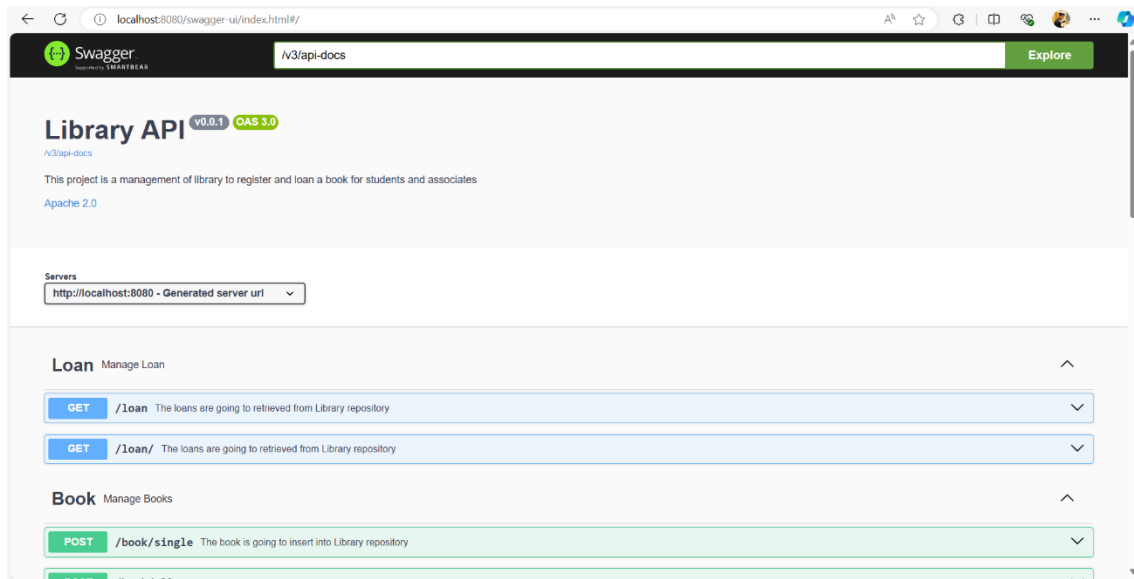 localhost:8080/swagger-ui/index.html#/
Swagger
Supported by SMARTBEAR
/v3/api-docs
Explore
Library API v0.0.1 OAS 3.0
/v3/api-docs
This project is a management of library to register and loan a book for students and associates
Apache 2.0
Servers
http://localhost:8080 - Generated server url
Loan Manage Loan
GET /loan The loans are going to retrieved from Library repository
GET /loan/ The loans are going to retrieved from Library repository
Book Manage Books
POST /book/single The book is going to insert into Library repository